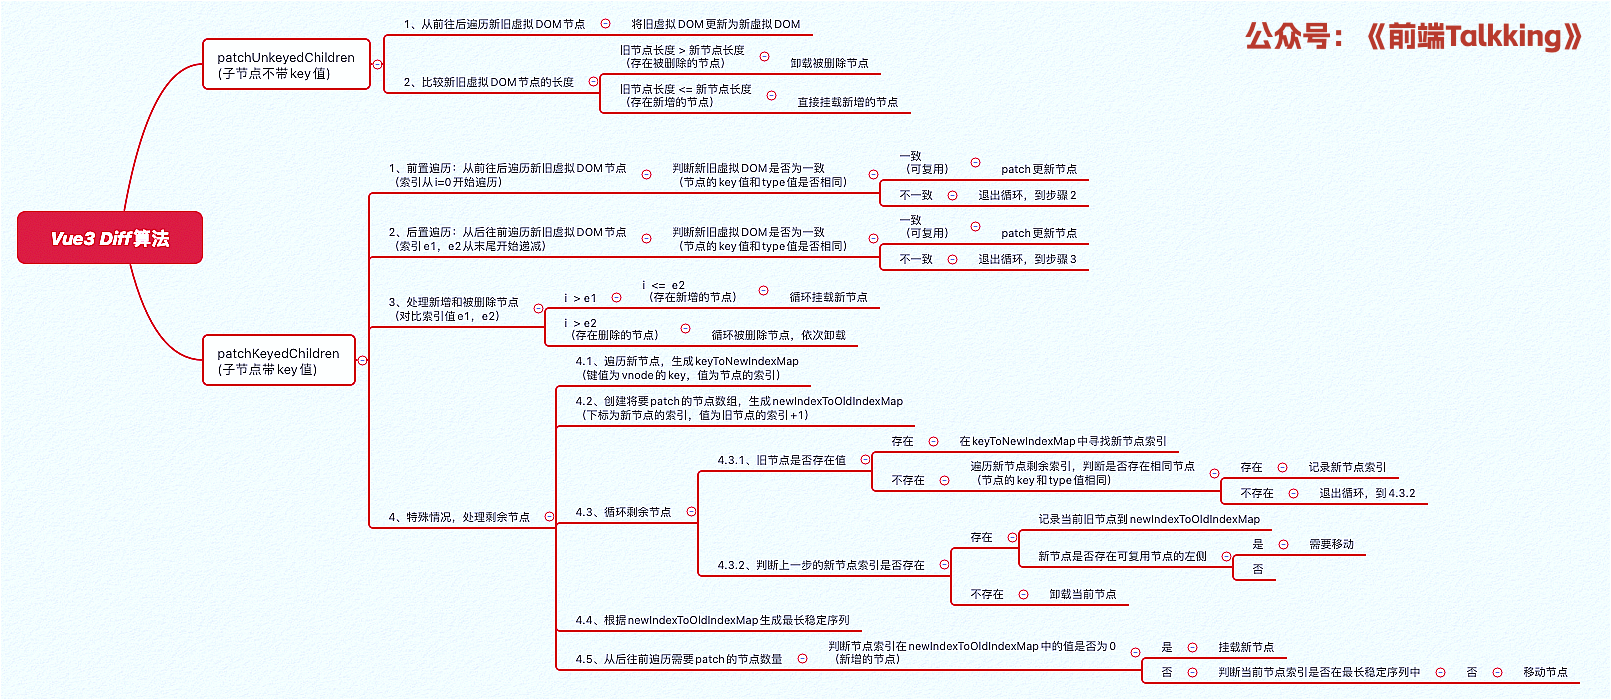 公众号：《前端Talkking》
Vue3 Diff算法
patchUnkeyedChildren
（子节点不带key值）
1、从前往后遍历新旧虚拟DOM节点
将旧虚拟DOM更新为新虚拟DOM
2、比较新旧虚拟DOM节点的长度
旧节点长度 > 新节点长度
（存在被删除的节点）
卸载被删除节点
旧节点长度 <= 新节点长度
（存在新增的节点）
直接挂载新增的节点
patchKeyedChildren
（子节点带key值）
1、前置遍历：从前往后遍历新旧虚拟DOM节点
（索引从i=0开始遍历）
判断新旧虚拟DOM是否为一致
（节点的key值和type值是否相同）
一致
（可复用）
patch更新节点
不一致
退出循环，到步骤2
2、后置遍历：从后往前遍历新旧虚拟DOM节点
（索引e1，e2从末尾开始递减）
判断新旧虚拟DOM是否为一致
（节点的key值和type值是否相同）
一致
（可复用）
patch更新节点
不一致
退出循环，到步骤3
3、处理新增和被删除节点
（对比索引值e1，e2）
i > e1
i <= e2
（存在新增的节点）
循环挂载新节点
i > e2
（存在删除的节点）
循环被删除节点，依次卸载
4、特殊情况，处理剩余节点
4.1、遍历新节点，生成keyToNewIndexMap
（键值为vnode的key，值为节点的索引）
4.2、创建将要patch的节点数组，生成newIndexToOldIndexMap
（下标为新节点的索引，值为旧节点的索引+1）
4.3、循环剩余节点
4.3.1、旧节点是否存在值
存在
在keyToNewIndexMap中寻找新节点索引
不存在
遍历新节点剩余索引，判断是否存在相同节点
（节点的key和type值相同）
存在
记录新节点索引
不存在
退出循环，到4.3.2
4.3.2、判断上一步的新节点索引是否存在
存在
记录当前旧节点到newIndexToOldIndexMap
新节点是否存在可复用节点的左侧
是
需要移动
否
不存在
卸载当前节点
4.4、根据newIndexToOldIndexMap生成最长稳定序列
4.5、从后往前遍历需要patch的节点数量
判断节点索引在newIndexToOldIndexMap中的值是否为0
（新增的节点）
是
挂载新节点
否
判断当前节点索引是否在最长稳定序列中
否
移动节点